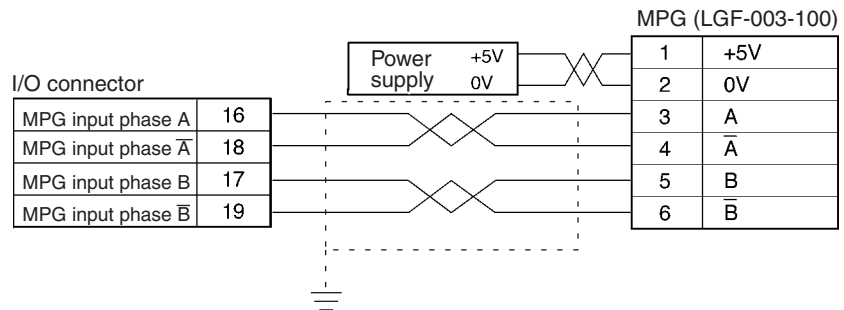 MPG (LGF-003-100)
Power supply
+5V
0V
1 +5V
2 0V
3 A
4 A̅
5 B
6 B̅
I/O connector
MPG input phase A 16
MPG input phase A̅ 18
MPG input phase B 17
MPG input phase B̅ 19